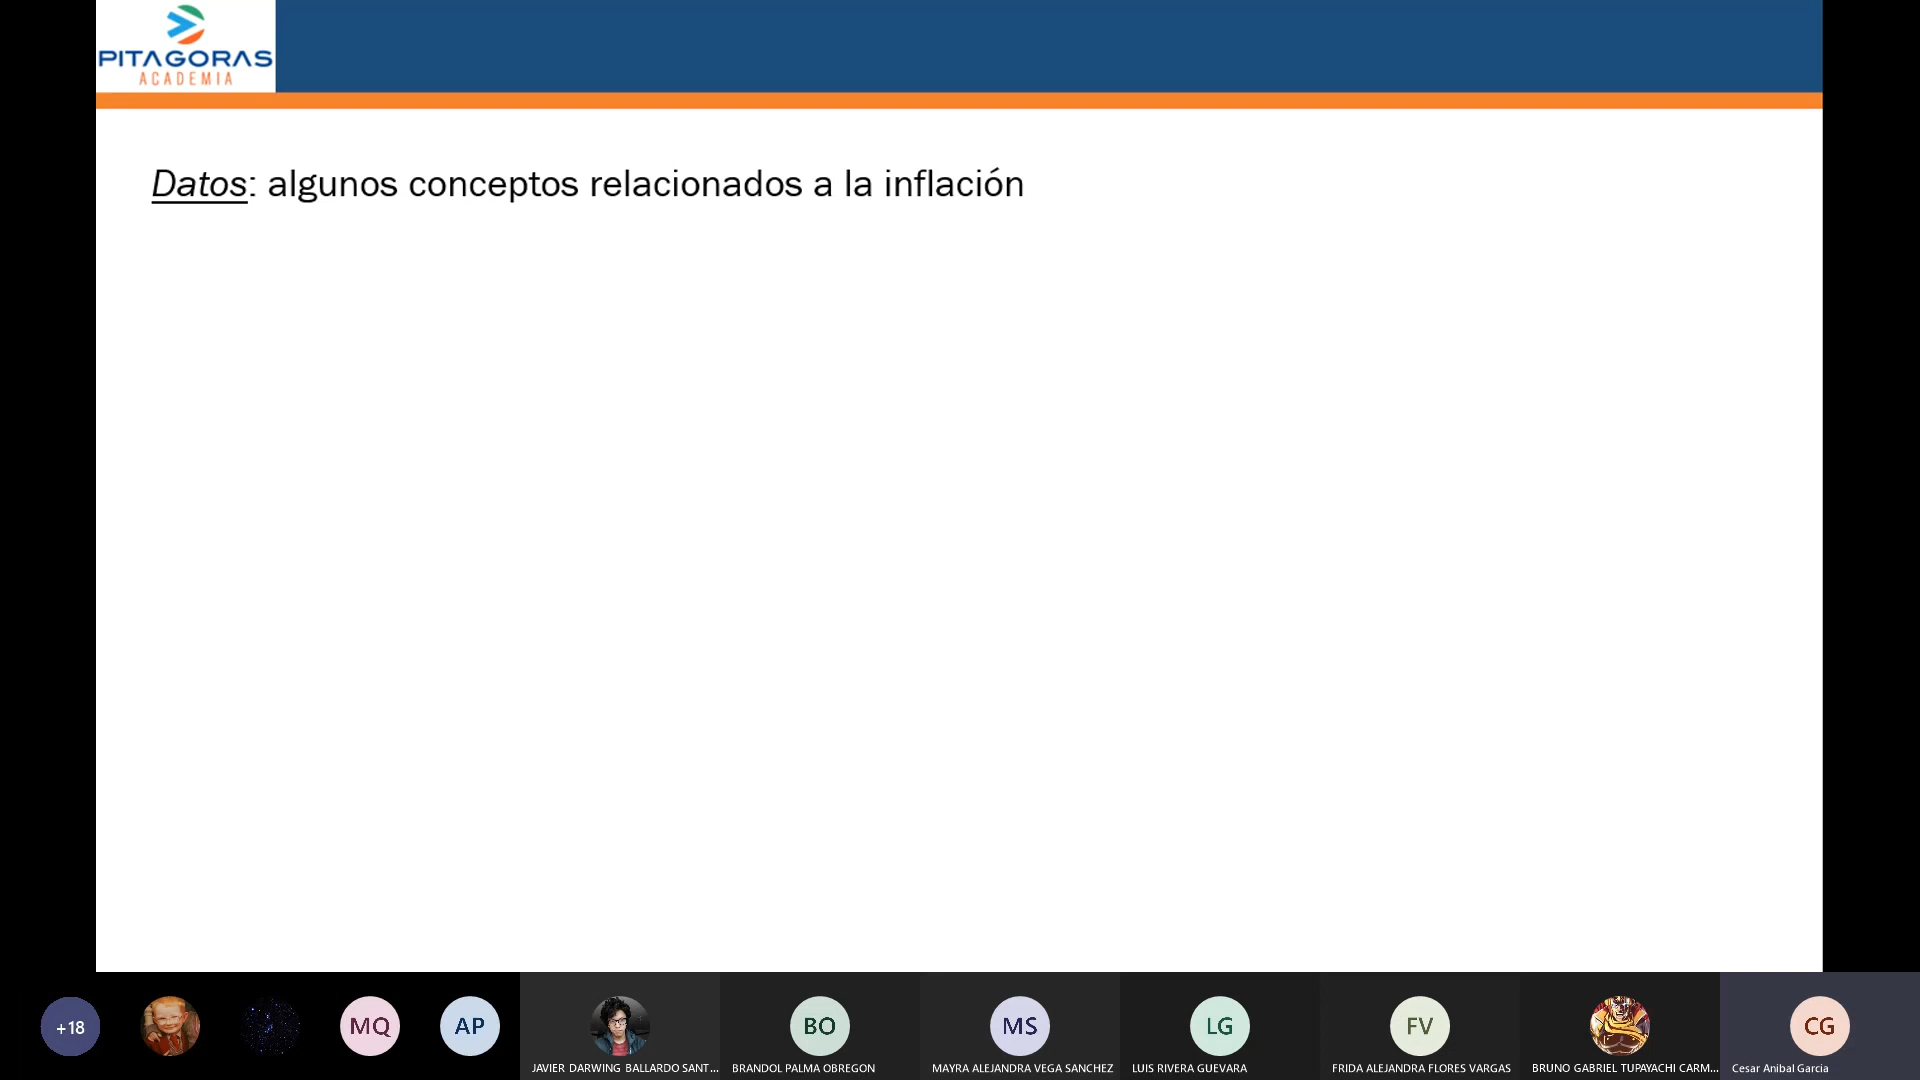 PITAGORAS
ACADEMIA
Datos: algunos conceptos relacionados a la inflación
+18
MQ
AP
BO
MS
LG
FV
CG
JAVIER DARWING BALLARDO SANT...
BRANDOL PALMA OBREGON
MAYRA ALEJANDRA VEGA SANCHEZ
LUIS RIVERA GUEVARA
FRIDA ALEJANDRA FLORES VARGAS
BRUNO GABRIEL TUPAYACHI CARM...
Cesar Anibal Garcia